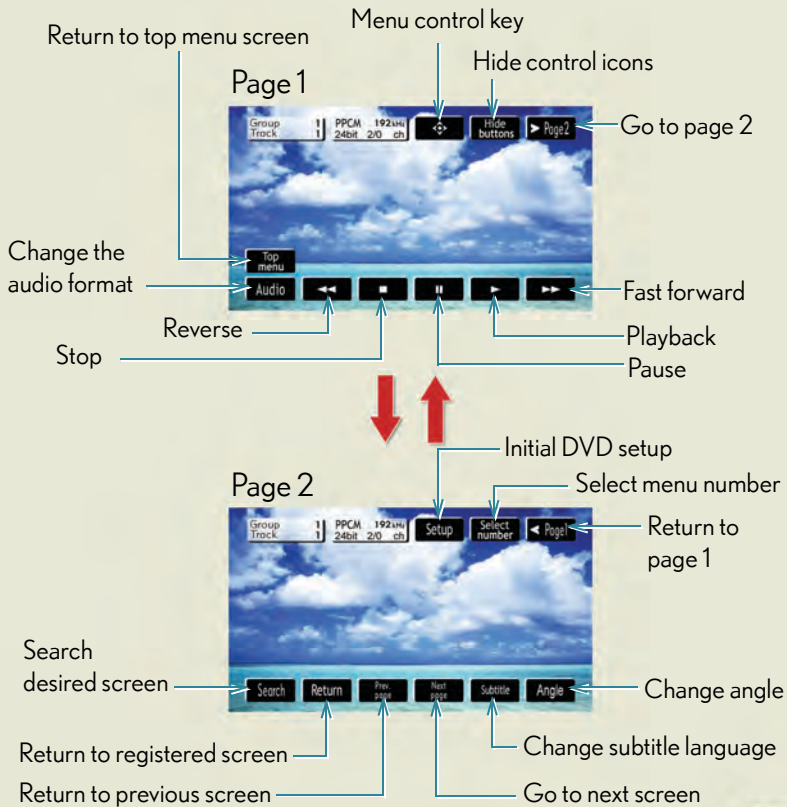 Menu control key
Return to top menu screen
Hide control icons
Page 1
Group 1
Track 1
PPCM 192kHz
24bit 2/0 ch
Hide
buttons
Page2
Go to page 2
Change the
audio format
Top
menu
Audio
Fast forward
Reverse
Playback
Stop
Pause
Initial DVD setup
Page 2
Select menu number
Group 1
Track 1
PPCM 192kHz
24bit 2/0 ch
Setup
Select
number
Page1
Return to
page 1
Search
desired screen
Search
Return
Prev.
page
Next
page
Subtitle
Angle
Change angle
Return to registered screen
Change subtitle language
Return to previous screen
Go to next screen